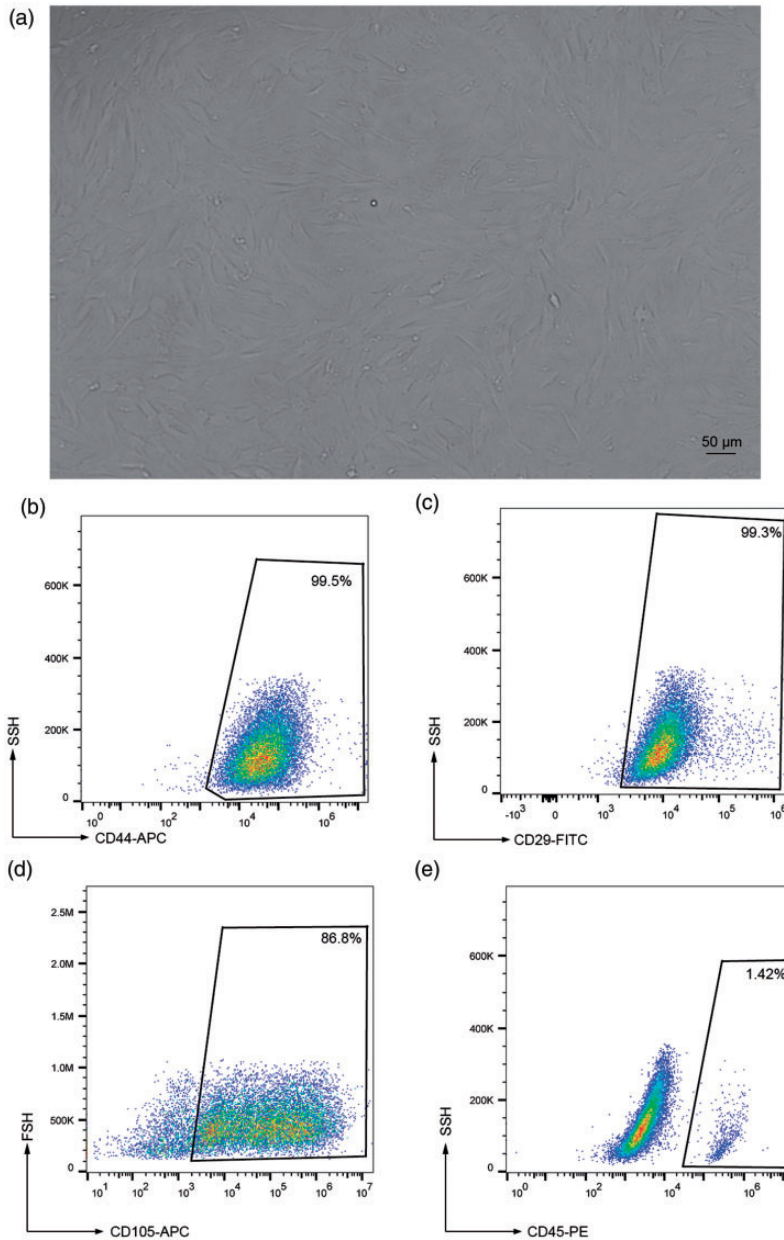 (a)
50 µm
(b)
99.5%
600K
400K
200K
0
SSH
10^0 10^2 10^4 10^6
CD44-APC
(c)
99.3%
600K
400K
200K
0
SSH
-10^3 0 10^3 10^4 10^5 10^6
CD29-FITC
(d)
86.8%
2.5M
2.0M
1.5M
1.0M
500K
0
FSH
10^1 10^2 10^3 10^4 10^5 10^6 10^7
CD105-APC
(e)
1.42%
600K
400K
200K
0
SSH
10^0 10^2 10^4 10^5 10^6
CD45-PE